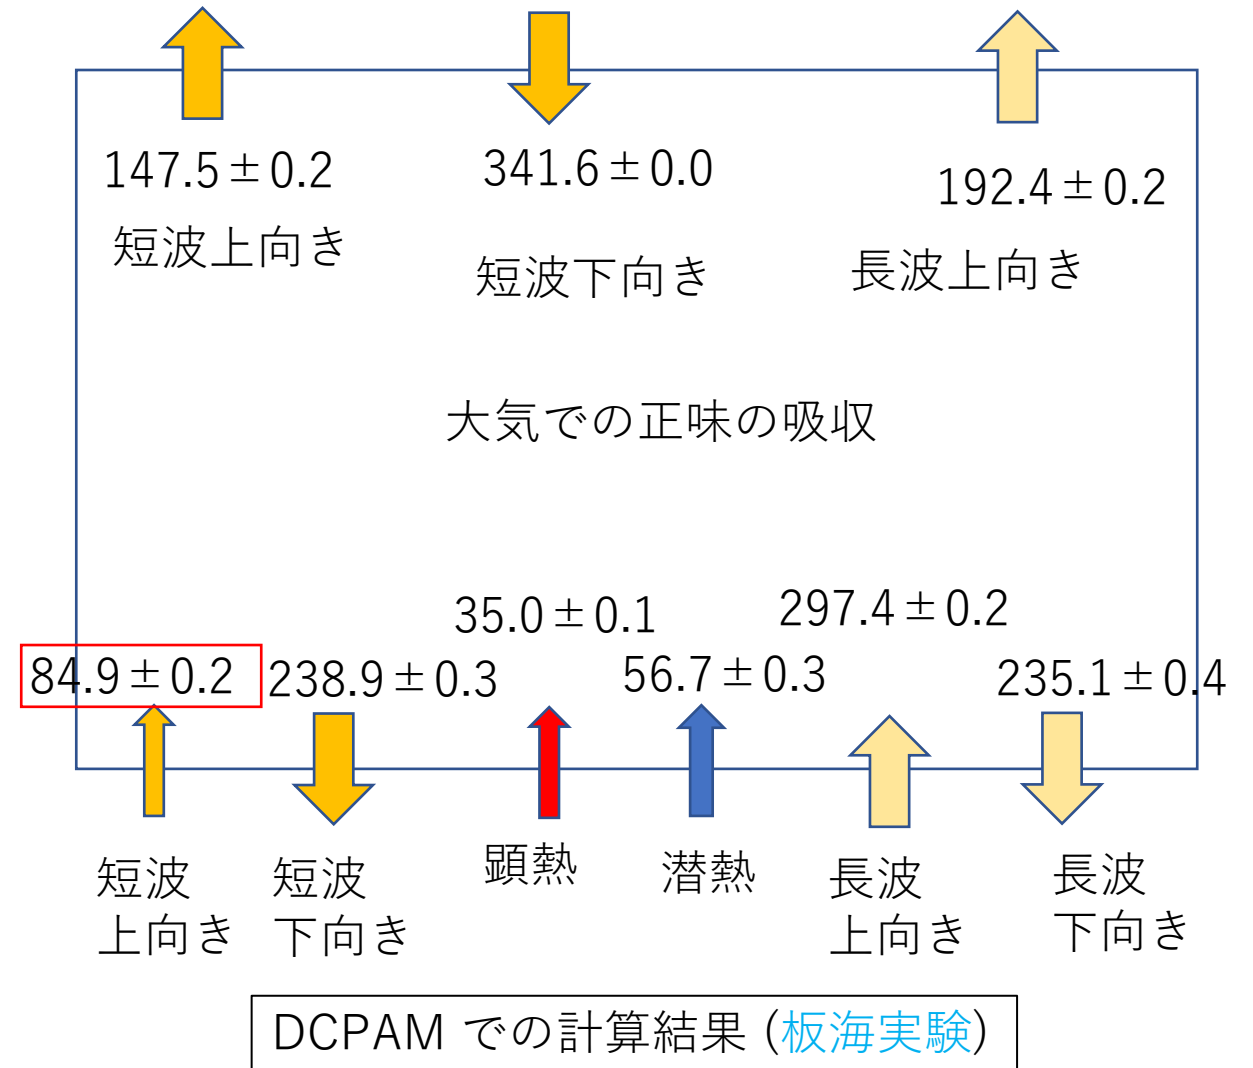 147.5±0.2
短波上向き
341.6±0.0
短波下向き
192.4±0.2
長波上向き
大気での正味の吸収
84.9±0.2
238.9±0.3
35.0±0.1
56.7±0.3
297.4±0.2
235.1±0.4
短波
上向き
短波
下向き
顕熱
潜熱
長波
上向き
長波
下向き
DCPAM での計算結果 (板海実験)